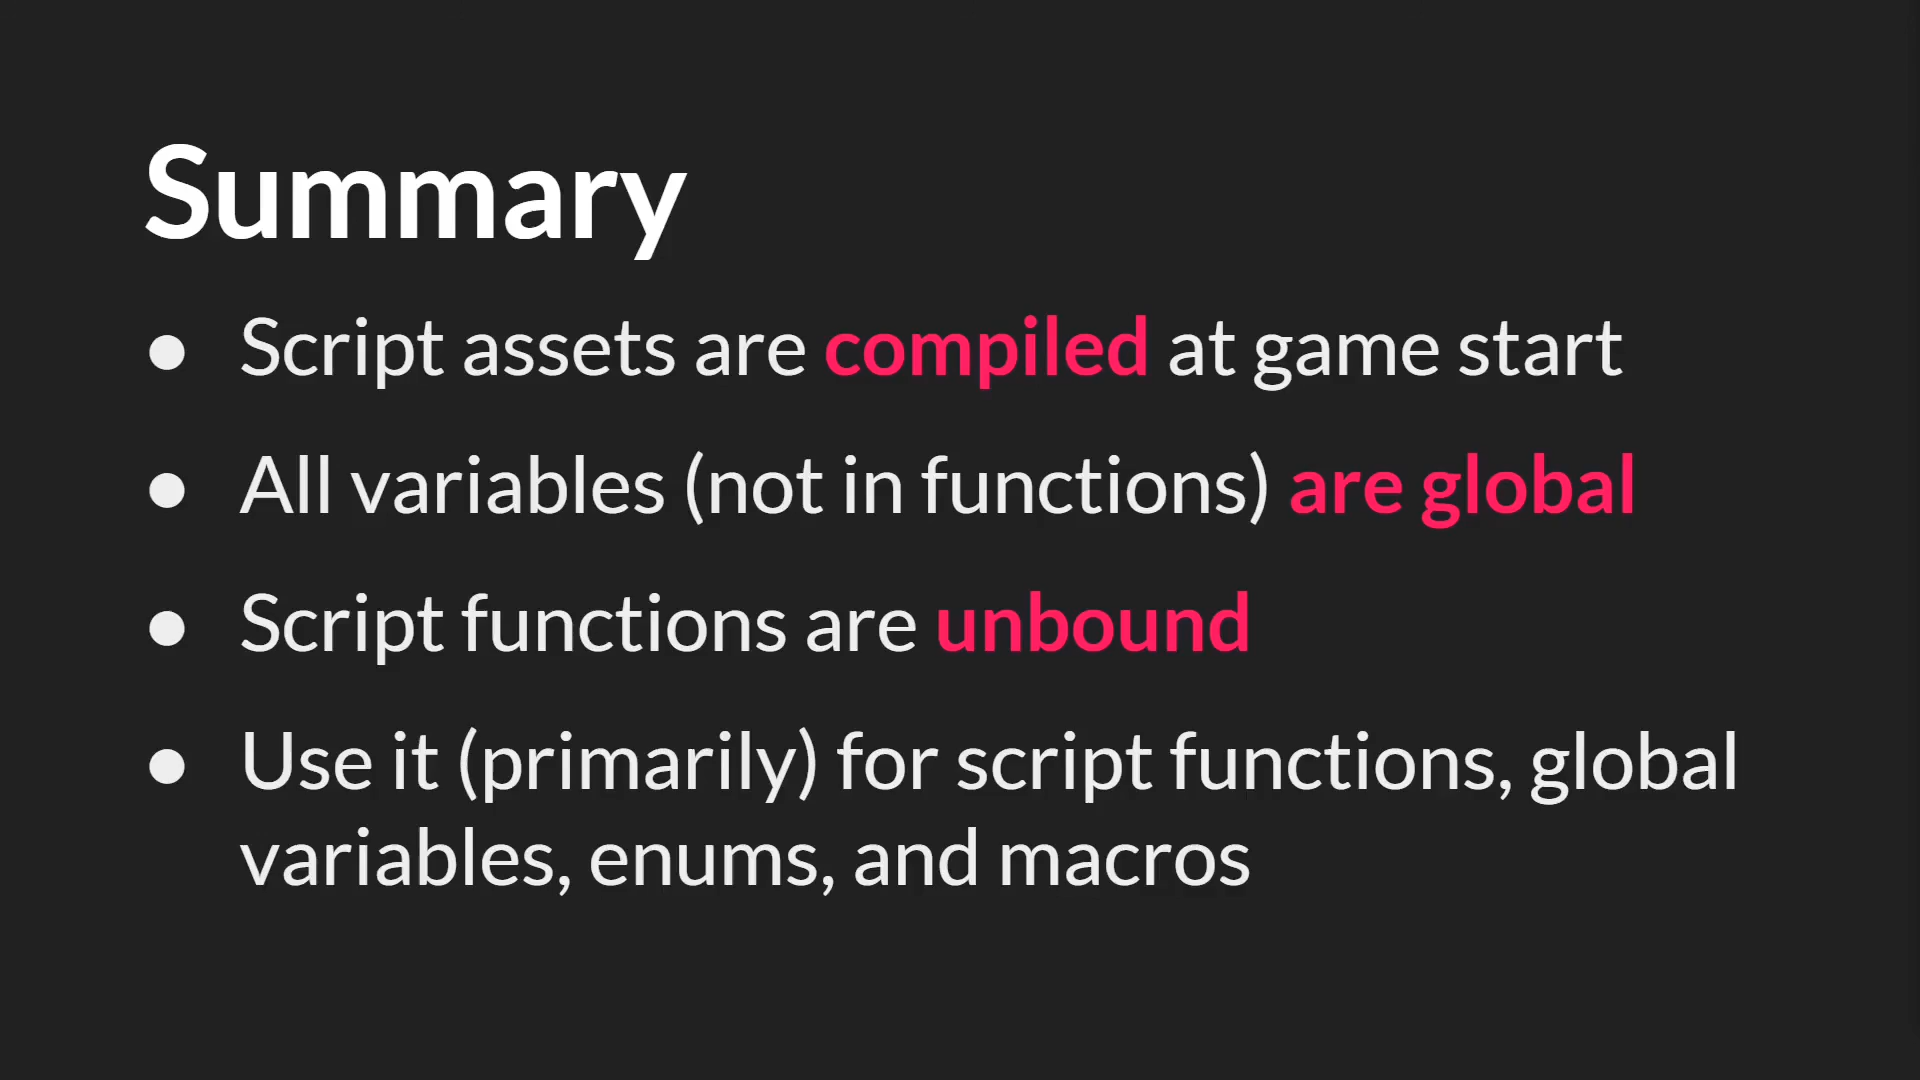 Summary
● Script assets are compiled at game start
● All variables (not in functions) are global
● Script functions are unbound
● Use it (primarily) for script functions, global
variables, enums, and macros